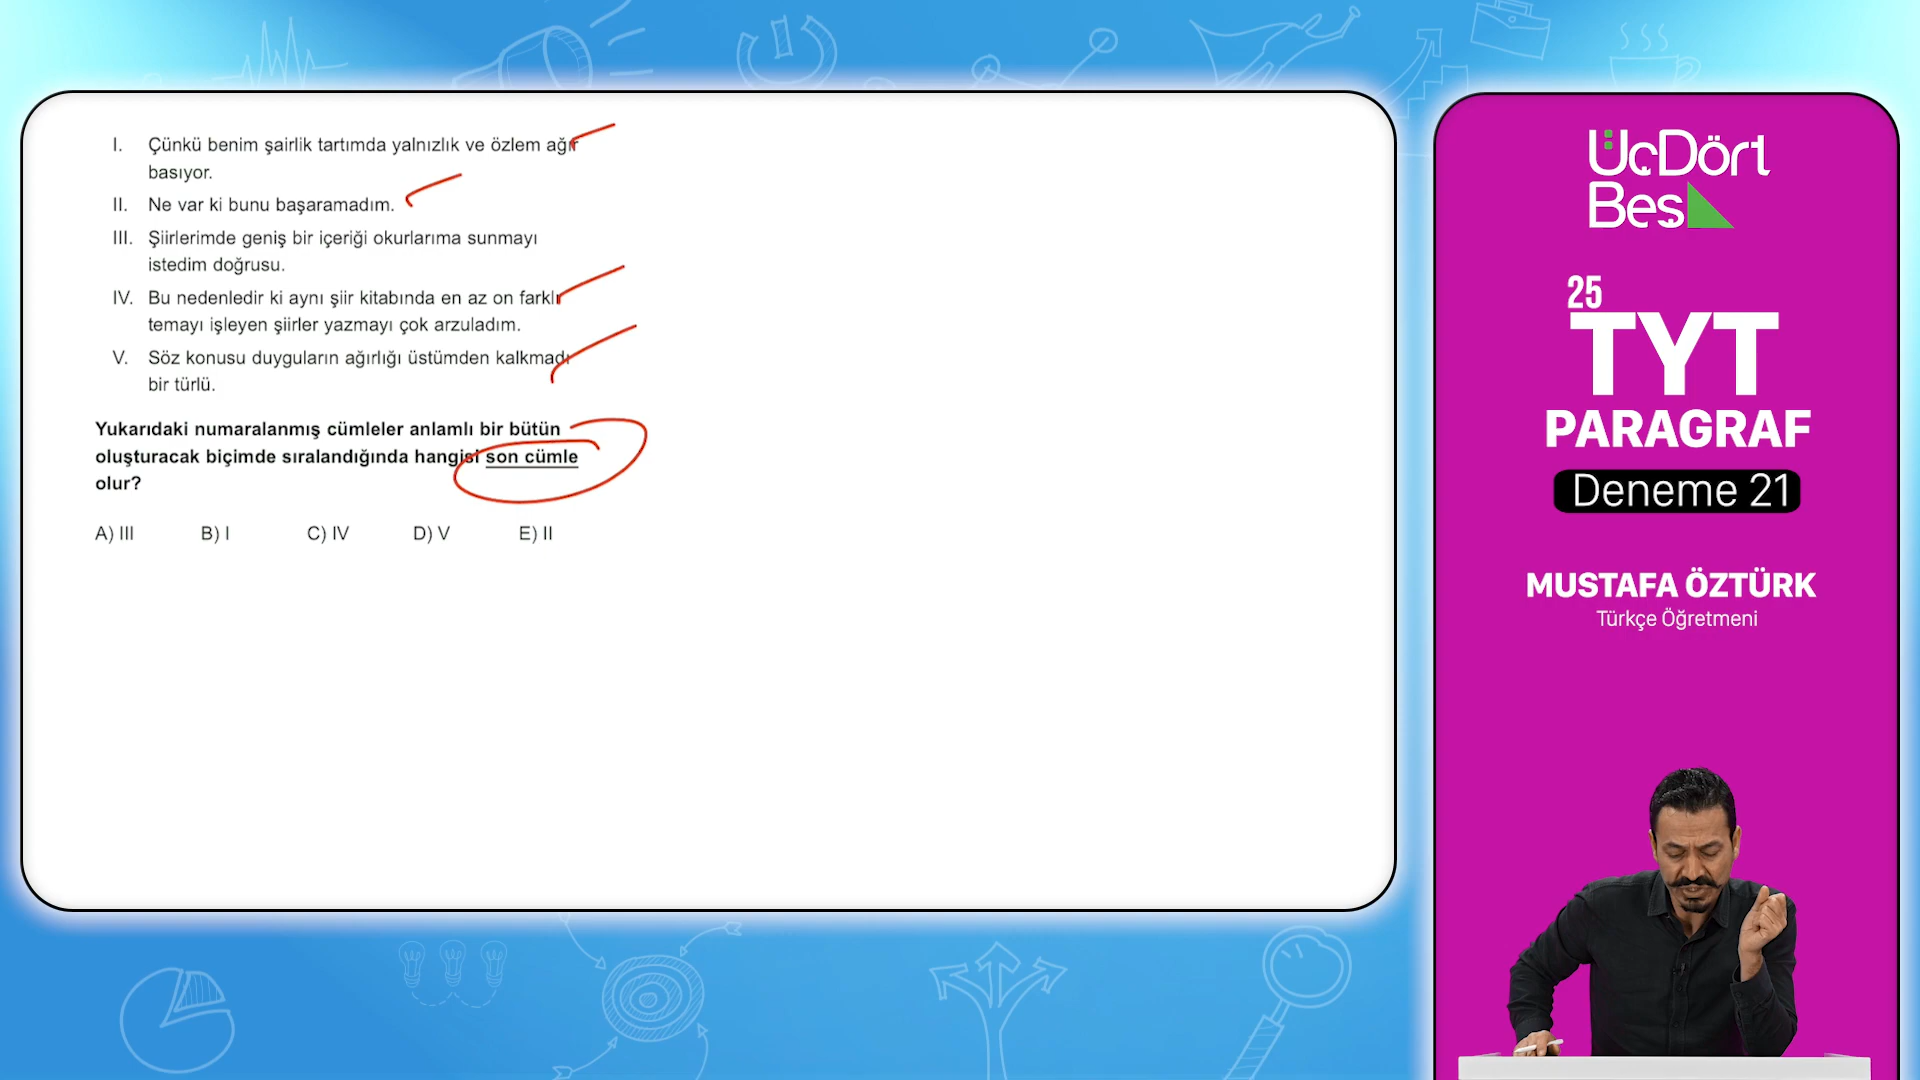 I. Çünkü benim şairlik tartımda yalnızlık ve özlem ağır
basıyor.
II. Ne var ki bunu başaramadım.
III. Şiirlerimde geniş bir içeriği okurlarıma sunmayı
istedim doğrusu.
IV. Bu nedenledir ki aynı şiir kitabında en az on farklı
temayı işleyen şiirler yazmayı çok arzuladım.
V. Söz konusu duyguların ağırlığı üstümden kalkmadı
bir türlü.
Yukarıdaki numaralanmış cümleler anlamlı bir bütün
oluşturacak biçimde sıralandığında hangisi son cümle
olur?
A) III B) I C) IV D) V E) II
ÜçDört
Beş
25
TYT
PARAGRAF
Deneme 21
MUSTAFA ÖZTÜRK
Türkçe Öğretmeni